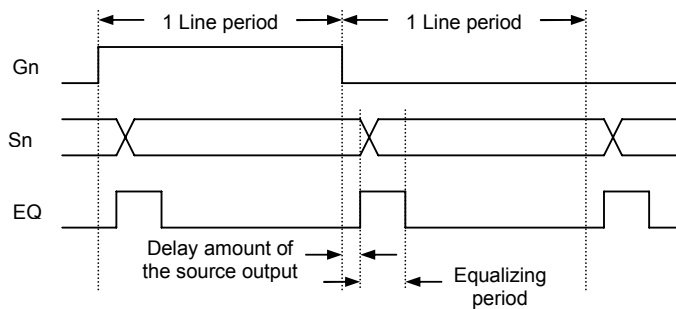 1 Line period
1 Line period
Gn
Sn
EQ
Delay amount of
the source output
Equalizing
period